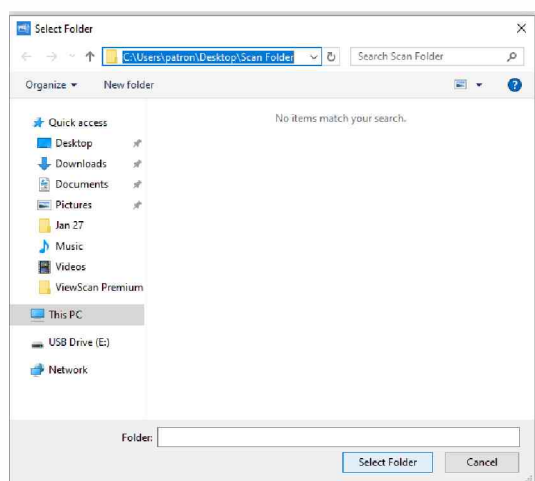 Select Folder
C:\Users\patron\Desktop\Scan Folder
Search Scan Folder
Organize
New folder
No items match your search.
Quick access
Desktop
Downloads
Documents
Pictures
Jan 27
Music
Videos
ViewScan Premium
This PC
USB Drive (E:)
Network
Folder:
Select Folder
Cancel